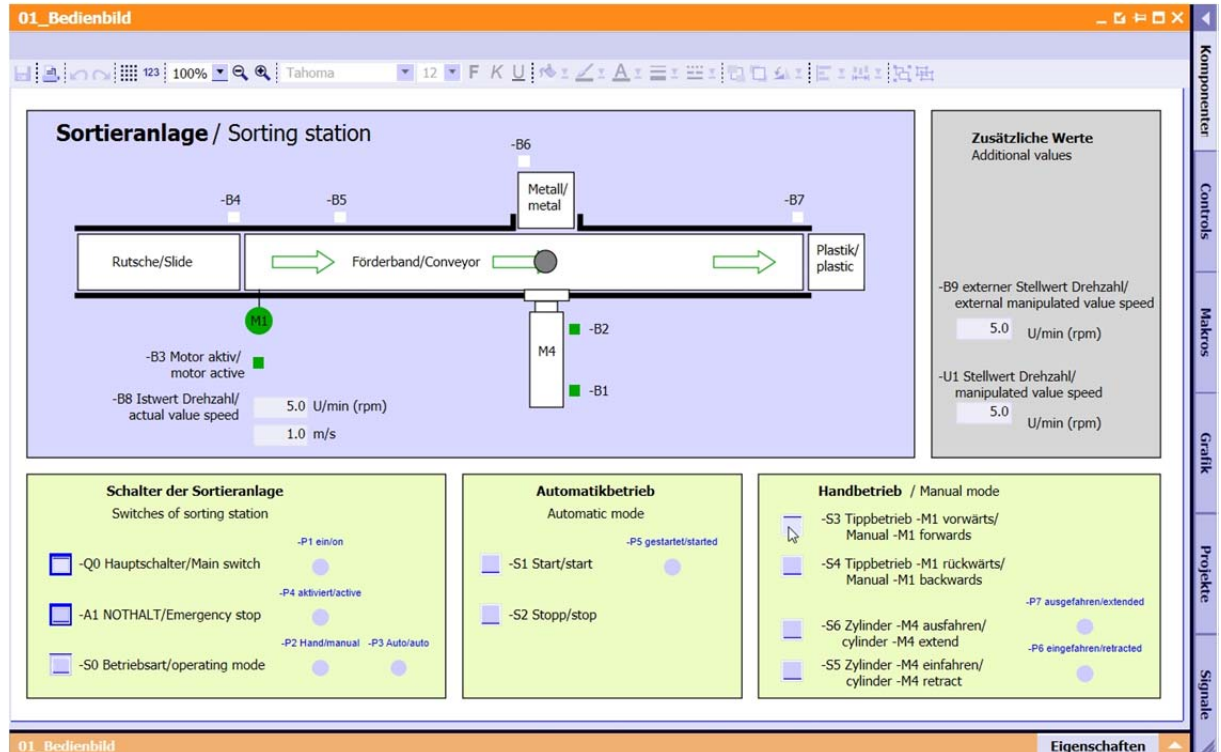 01_Bedienbild
123
100%
Tahoma
12
F K U
A
Sortieranlage / Sorting station
-B6
Metall/
metal
-B4
-B5
-B7
Rutsche/Slide
Förderband/Conveyor
Plastik/
plastic
M1
-B3 Motor aktiv/
motor active
M4
-B2
-B1
-B8 Istwert Drehzahl/
actual value speed
5.0 U/min (rpm)
1.0 m/s
Zusätzliche Werte
Additional values
-B9 externer Stellwert Drehzahl/
external manipulated value speed
5.0 U/min (rpm)
-U1 Stellwert Drehzahl/
manipulated value speed
5.0
U/min (rpm)
Schalter der Sortieranlage
Switches of sorting station
-P1 ein/on
-Q0 Hauptschalter/Main switch
-P4 aktiviert/active
-A1 NOTHALT/Emergency stop
-P2 Hand/manual -P3 Auto/auto
-S0 Betriebsart/operating mode
Automatikbetrieb
Automatic mode
-P5 gestartet/started
-S1 Start/start
-S2 Stopp/stop
Handbetrieb / Manual mode
-S3 Tippbetrieb -M1 vorwärts/
Manual -M1 forwards
-S4 Tippbetrieb -M1 rückwärts/
Manual -M1 backwards
-P7 ausgefahren/extended
-S6 Zylinder -M4 ausfahren/
cylinder -M4 extend
-P6 eingefahren/retracted
-S5 Zylinder -M4 einfahren/
cylinder -M4 retract
Komponenten
Controls
Makros
Grafik
Projekte
Signale
01_Bedienbild
Eigenschaften